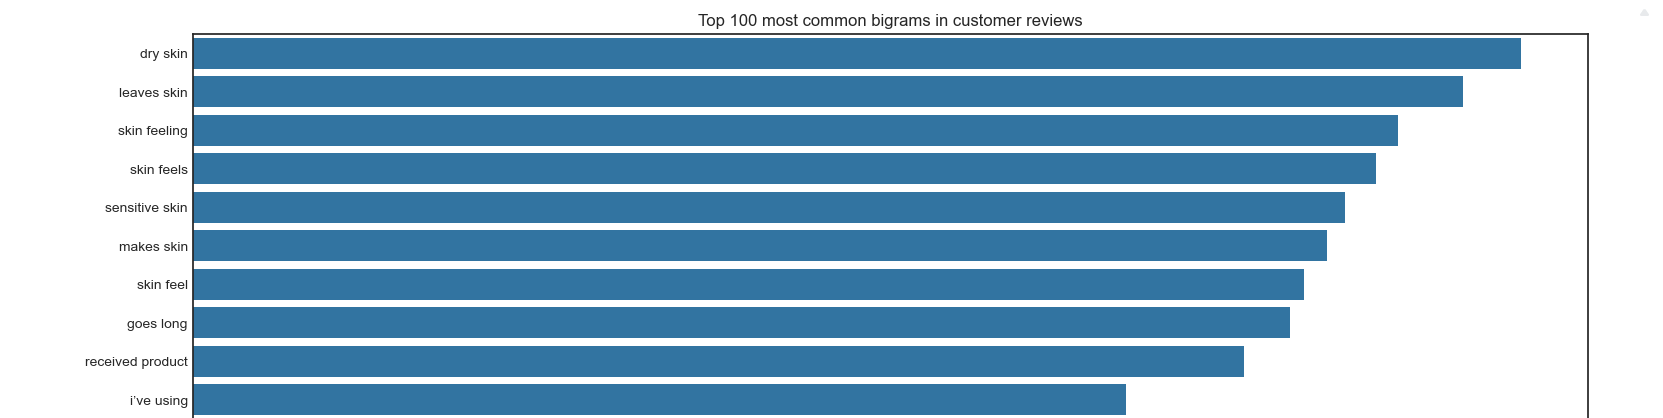 Top 100 most common bigrams in customer reviews
dry skin
leaves skin
skin feeling
skin feels
sensitive skin
makes skin
skin feel
goes long
received product
i’ve using